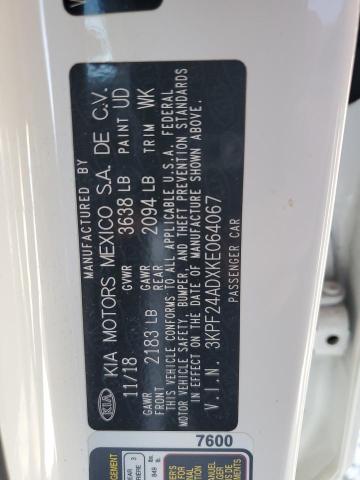 MANUFACTURED BY
KIA KIA MOTORS MEXICO S.A. DE C.V.
11/18 GVWR 3638 LB PAINT UD
GAWR FRONT 2183 LB GAWR REAR 2094 LB TRIM WK
THIS VEHICLE CONFORMS TO ALL APPLICABLE U.S.A. FEDERAL
MOTOR VEHICLE SAFETY, BUMPER, AND THEFT PREVENTION STANDARDS
IN EFFECT ON THE DATE OF MANUFACTURE SHOWN ABOVE.
V.I.N. 3KPF24ADXKE064067
PASSENGER CAR
7600